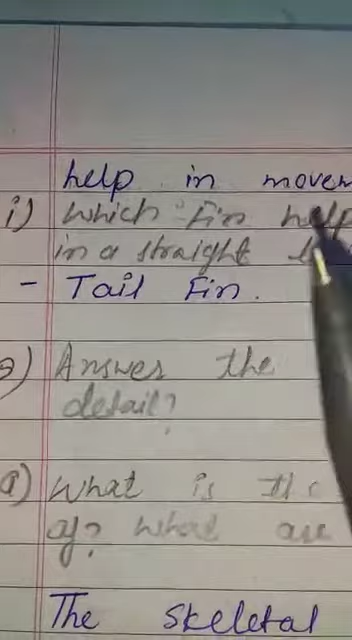 help in movem
i) Which Fin help
in a straight
- Tail Fin.
Answer the
detail?
a) What is the
of? What are
The Skeletal